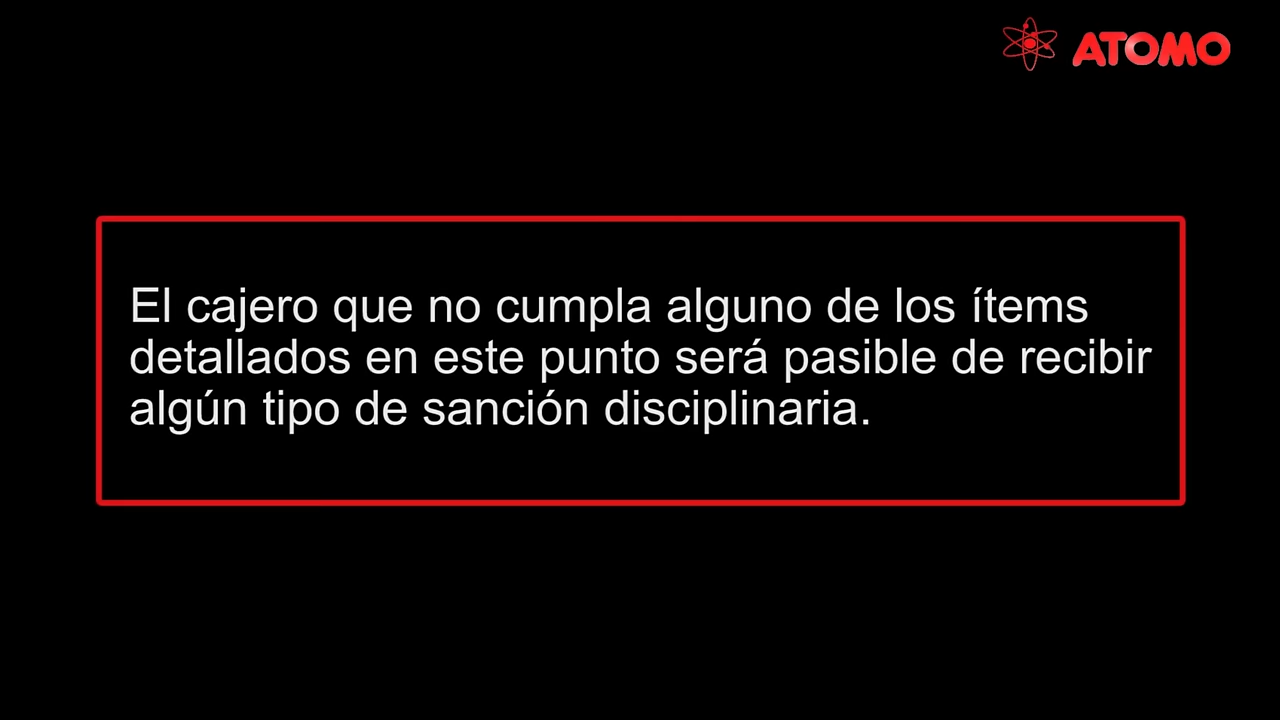 ATOMO
El cajero que no cumpla alguno de los ítems
detallados en este punto será pasible de recibir
algún tipo de sanción disciplinaria.